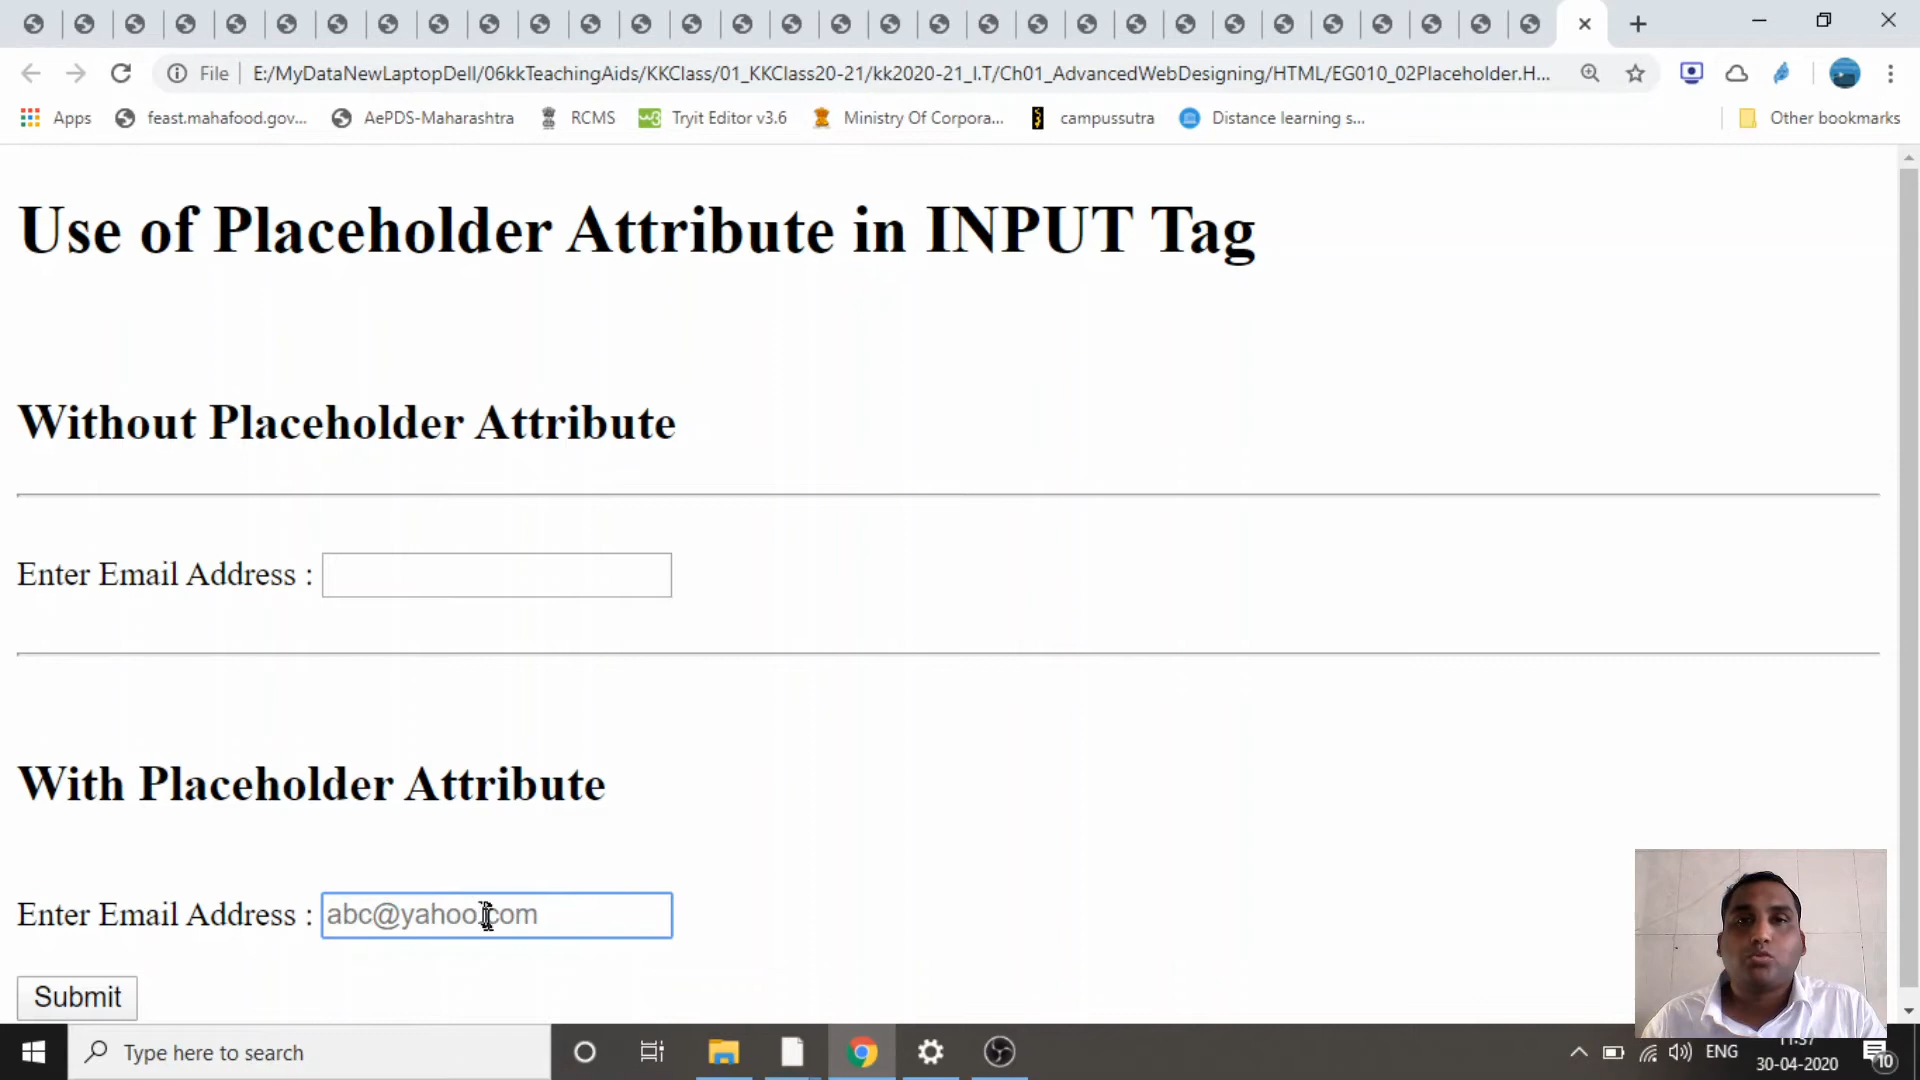 File
E:/MyDataNewLaptopDell/06kkTeachingAids/KKClass/01_KKClass20-21/kk2020-21_I.T/Ch01_AdvancedWebDesigning/HTML/EG010_02Placeholder.H...
Apps
feast.mahafood.gov...
AePDS-Maharashtra
RCMS
Tryit Editor v3.6
Ministry Of Corpora...
campussutra
Distance learning s...
Other bookmarks
Use of Placeholder Attribute in INPUT Tag
Without Placeholder Attribute
Enter Email Address :
With Placeholder Attribute
Enter Email Address : abc@yahoo.com
Submit
Type here to search
ENG
11:37
30-04-2020
10